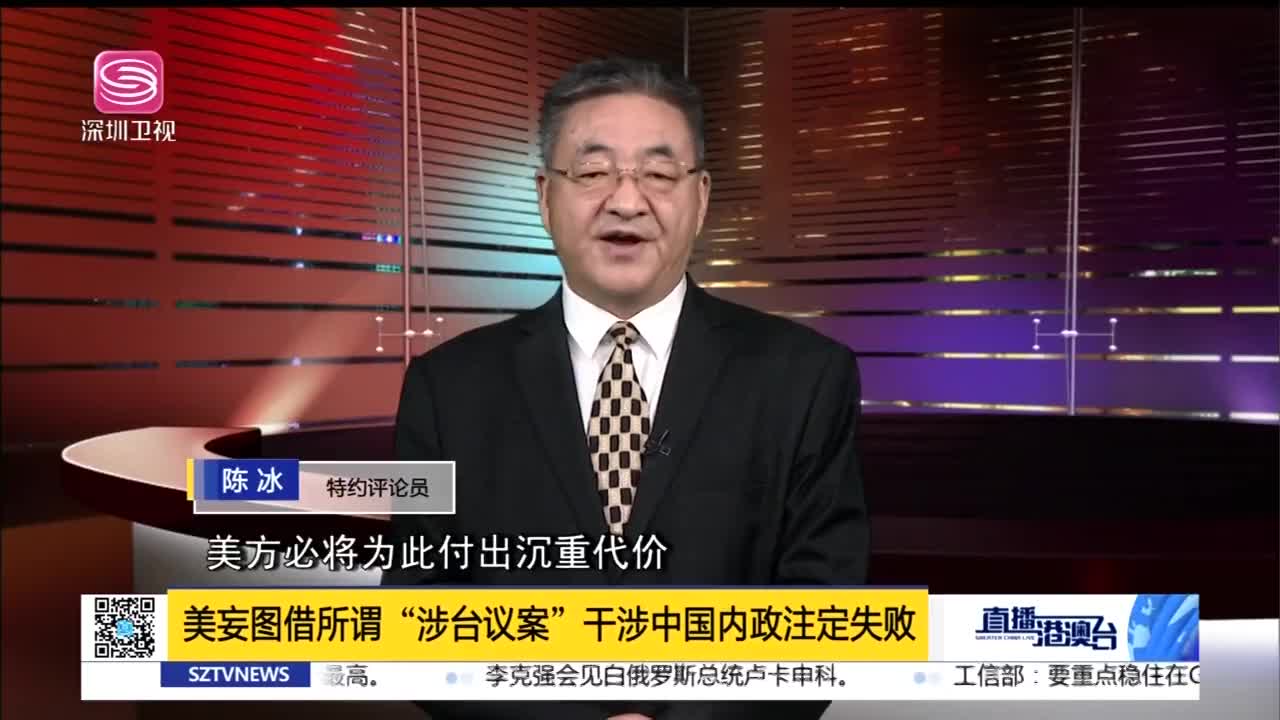 深圳卫视
陈冰
特约评论员
美方必将为此付出沉重代价
美妄图借所谓“涉台议案”干涉中国内政注定失败
直播港澳台
GREATER CHINA LIVE
SZTVNEWS
最高。
李克强会见白俄罗斯总统卢卡申科。
工信部：要重点稳住在